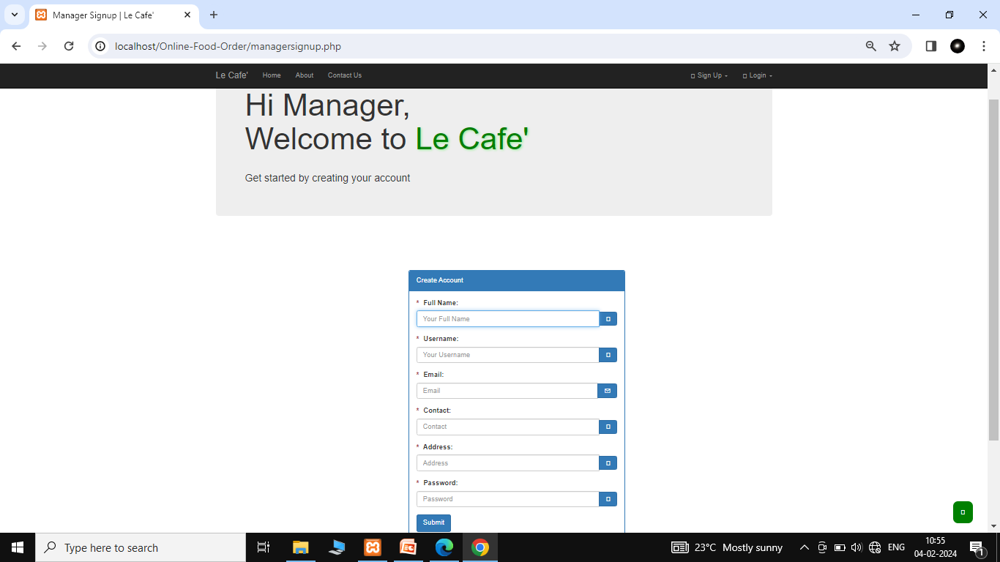 Manager Signup | Le Cafe'
localhost/Online-Food-Order/managersignup.php
Le Cafe' Home About Contact Us Sign Up Login
Hi Manager,
Welcome to Le Cafe'
Get started by creating your account
Create Account
* Full Name:
Your Full Name
* Username:
Your Username
* Email:
Email
* Contact:
Contact
* Address:
Address
* Password:
Password
Submit
Type here to search
23°C Mostly sunny
ENG
10:55
04-02-2024
1